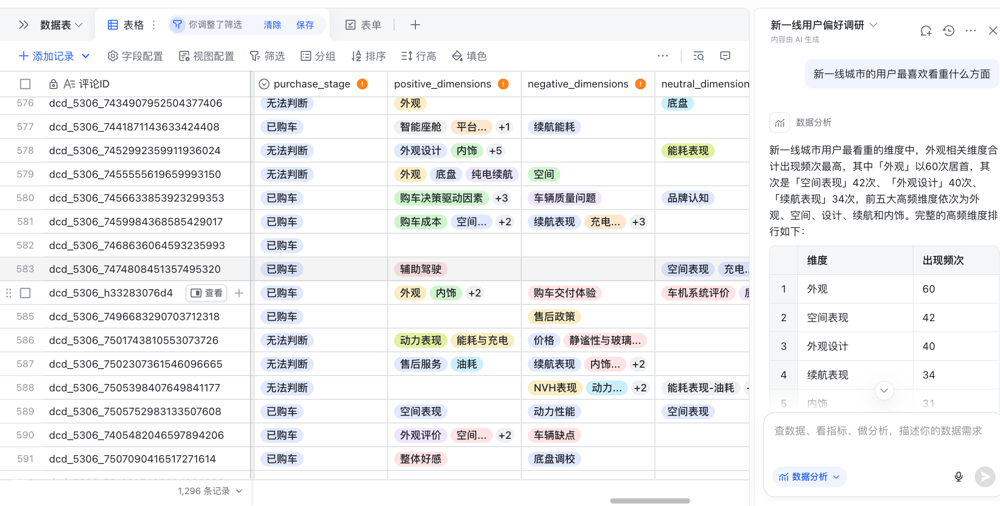 数据表
表格
你调整了筛选
清除
保存
表单
添加记录
字段配置
视图配置
筛选
分组
排序
行高
填色
评论ID purchase_stage positive_dimensions negative_dimensions neutral_dimension
576 dcd_5306_7434907952504377406 无法判断 外观 底盘
577 dcd_5306_7441871143633424408 已购车 智能座舱 平台... +1 续航能耗
578 dcd_5306_7452992359911936024 无法判断 外观设计 内饰 +5 能耗表现
579 dcd_5306_7455555619659993150 无法判断 外观 底盘 纯电续航 空间
580 dcd_5306_7456633853923299353 已购车 购车决策驱动因素 +3 车辆质量问题 品牌认知
581 dcd_5306_7459984368585429017 已购车 购车成本 空间... +2 续航表现 充电... +3
582 dcd_5306_7468636064593235993 已购车
583 dcd_5306_7474808451357495320 已购车 辅助驾驶 空间表现 充电..
dcd_5306_h33283076d4 查看 已购车 外观 内饰 +2 购车交付体验 车机系统评价
585 dcd_5306_7496683290703712318 已购车 售后政策
586 dcd_5306_7501743810553073726 无法判断 动力表现 能耗与充电 价格 静谧性与玻璃...
587 dcd_5306_7502307361546096665 无法判断 售后服务 油耗 续航表现 内饰... +2
588 dcd_5306_7505398407649841177 无法判断 NVH表现 动力... +2 能耗表现-油耗
589 dcd_5306_7505752983133507608 已购车 空间表现 动力性能 空间表现
590 dcd_5306_7405482046597894206 已购车 外观评价 空间... +2 车辆缺点
591 dcd_5306_7507090416517271614 已购车 整体好感 底盘调校
1,296 条记录
新一线用户偏好调研
内容由 AI 生成
新一线城市的用户最喜欢看重什么方面
数据分析
新一线城市用户最看重的维度中，外观相关维度合
计出现频次最高，其中「外观」以60次居首，其
次是「空间表现」42次、「外观设计」40次、
「续航表现」34次，前五大高频维度依次为外
观、空间、设计、续航和内饰。完整的高频维度排
行如下：
维度 出现频次
1 外观 60
2 空间表现 42
3 外观设计 40
4 续航表现 34
5 内饰 31
查数据、看指标、做分析，描述你的数据需求
数据分析